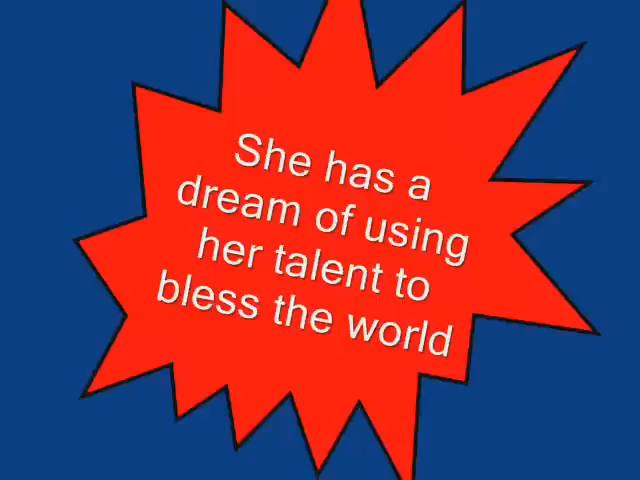 She has a
dream of using
her talent to
bless the world